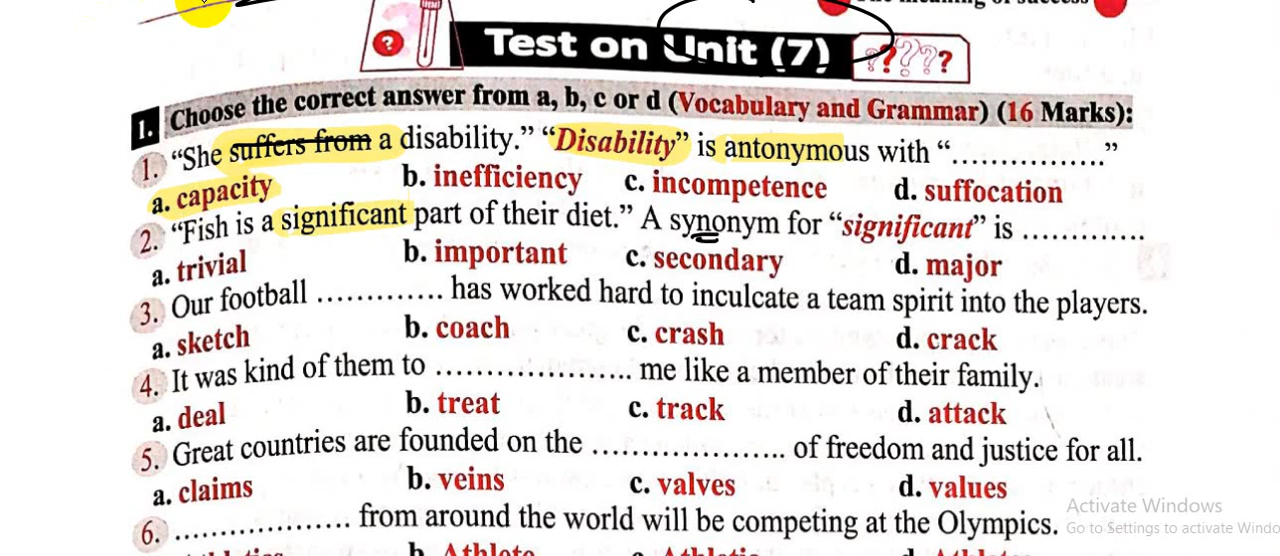 Test on Unit (7)
? ? ? ? ? ?
1. Choose the correct answer from a, b, c or d (Vocabulary and Grammar) (16 Marks):
1. “She suffers from a disability.” “Disability” is antonymous with “................”
a. capacity b. inefficiency c. incompetence d. suffocation
2. “Fish is a significant part of their diet.” A synonym for “significant” is .............
a. trivial b. important c. secondary d. major
3. Our football ............. has worked hard to inculcate a team spirit into the players.
a. sketch b. coach c. crash d. crack
4. It was kind of them to .................... me like a member of their family.
a. deal b. treat c. track d. attack
5. Great countries are founded on the .................... of freedom and justice for all.
a. claims b. veins c. valves d. values
6. ................... from around the world will be competing at the Olympics.
Activate Windows
Go to Settings to activate Windo